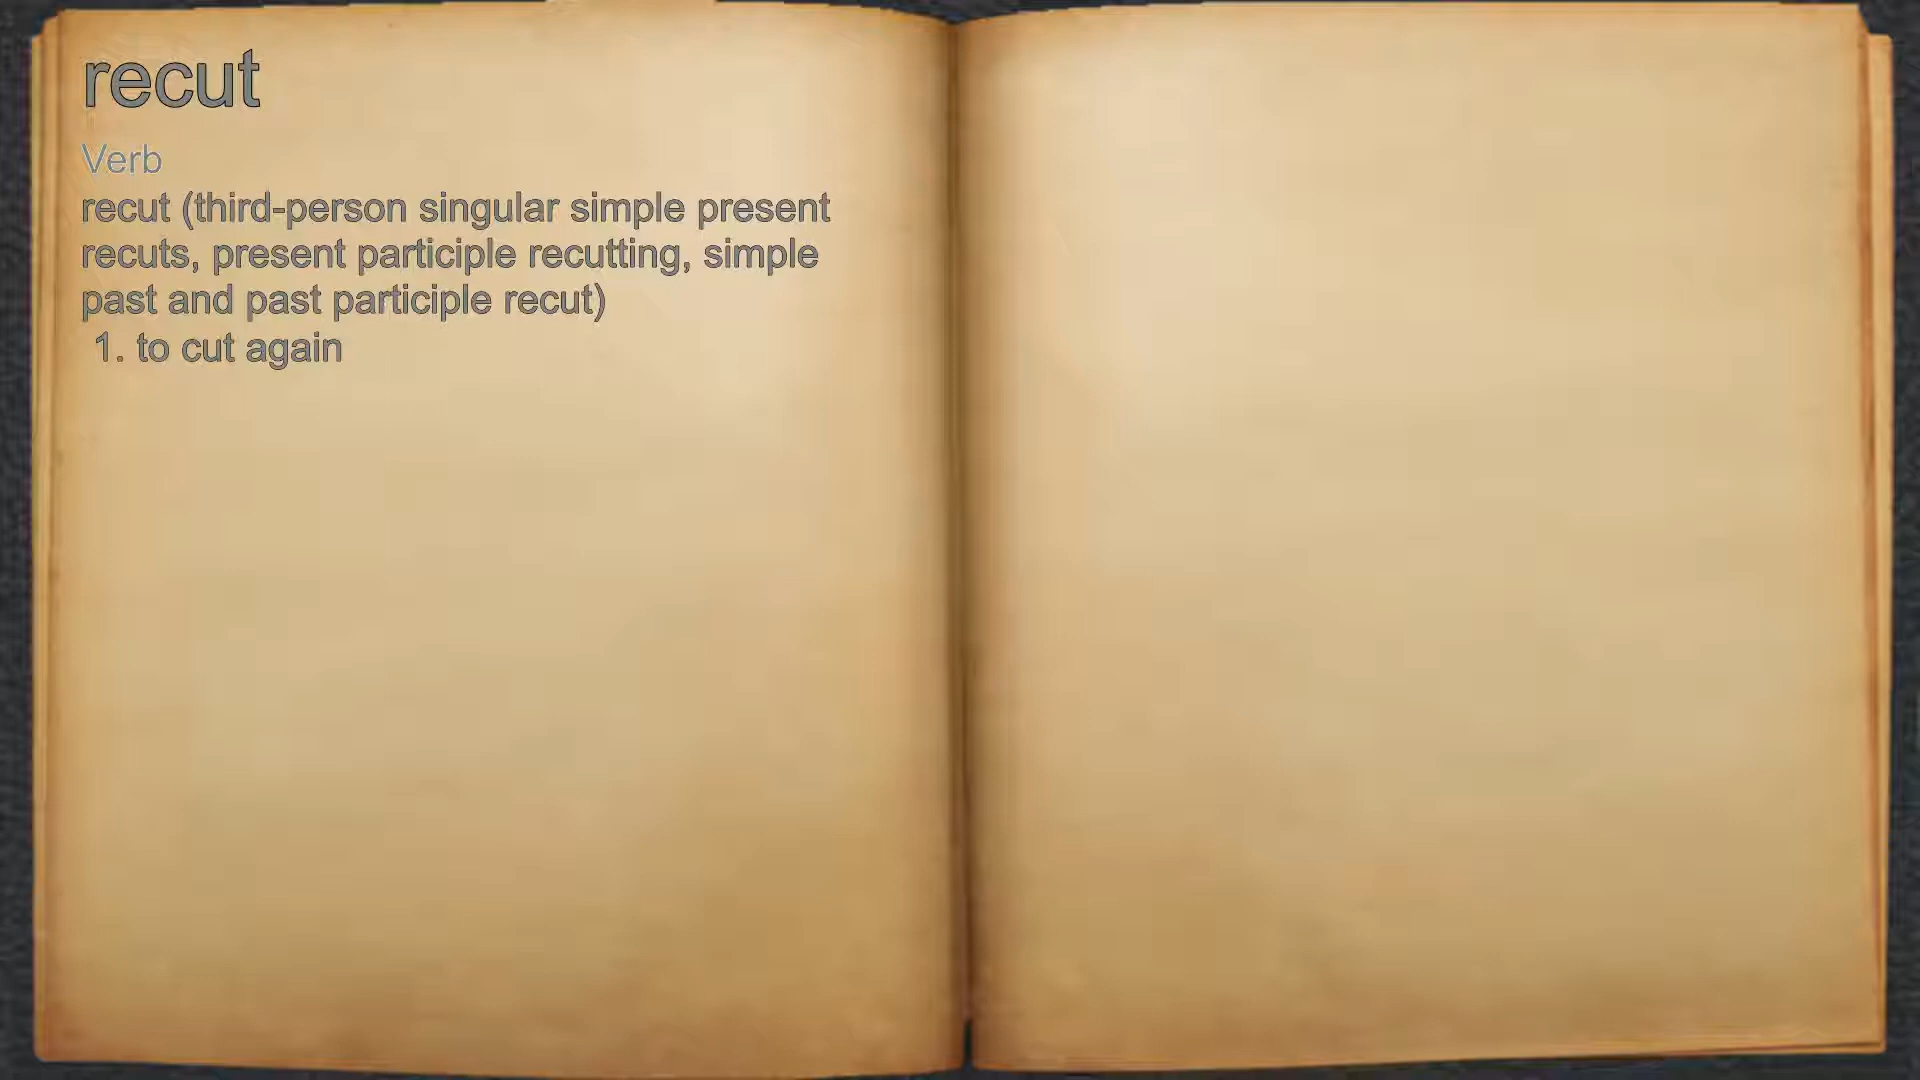 recut
Verb
recut (third-person singular simple present
recuts, present participle recutting, simple
past and past participle recut)
1. to cut again